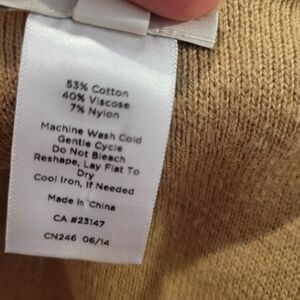 53% Cotton
40% Viscose
7% Nylon
Machine Wash Cold
Gentle Cycle
Do Not Bleach
Reshape, Lay Flat To
Dry
Cool Iron, If Needed
Made In China
CA #23147
CN246 06/14